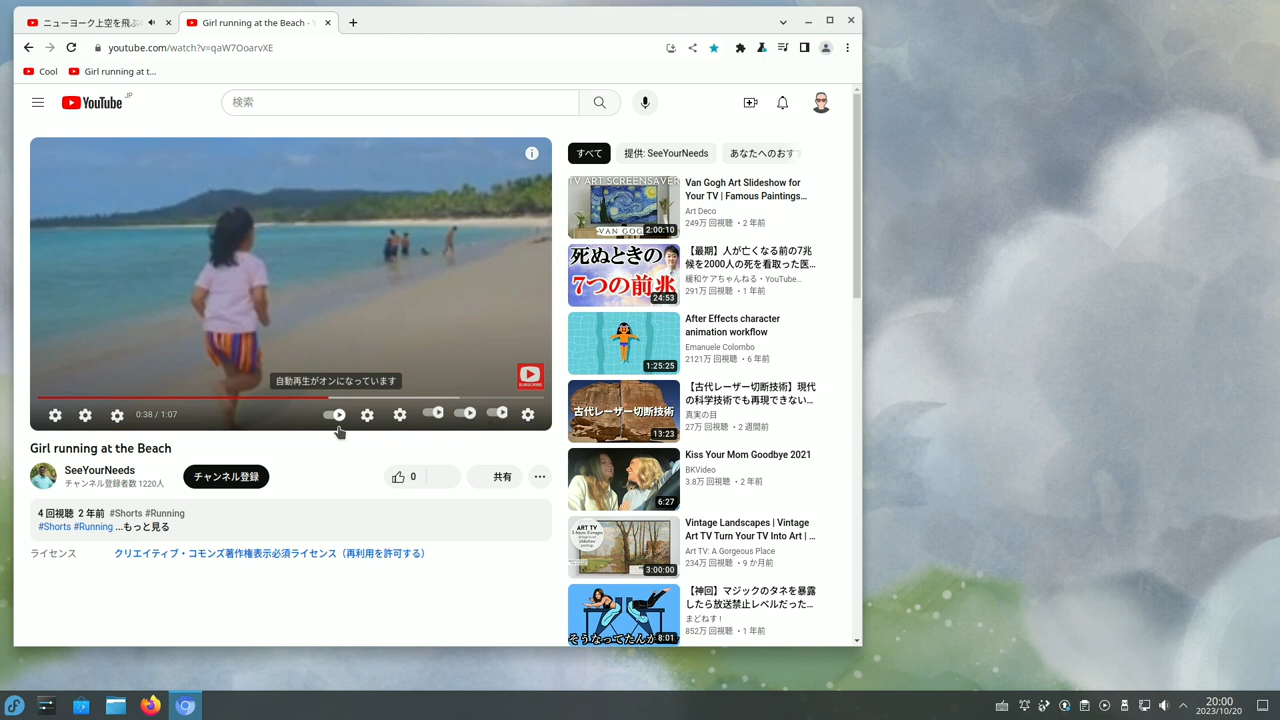 ニューヨーク上空を飛ぶ
Girl running at the Beach - Y
youtube.com/watch?v=qaW7OoarvXE
Cool
Girl running at t...
YouTube JP
検索
すべて
提供: SeeYourNeeds
あなたへのおすす
自動再生がオンになっています
SUBSCRIBE
0:38 / 1:07
Girl running at the Beach
SeeYourNeeds
チャンネル登録者数 1220人
チャンネル登録
0
共有
4 回視聴 2 年前 #Shorts #Running
#Shorts #Running ...もっと見る
ライセンス
クリエイティブ・コモンズ著作権表示必須ライセンス（再利用を許可する）
TV ART SCREENSAVER
VAN GOG
2:00:10
Van Gogh Art Slideshow for
Your TV | Famous Paintings...
Art Deco
249万 回視聴 ・2 年前
死ぬときの
7つの前兆
24:53
【最期】人が亡くなる前の7兆
候を2000人の死を看取った医...
緩和ケアちゃんねる・YouTube...
291万 回視聴 ・1 年前
1:25:25
After Effects character
animation workflow
Emanuele Colombo
2121万 回視聴 ・6 年前
古代レーザー切断技術
13:23
【古代レーザー切断技術】現代
の科学技術でも再現できない...
真実の目
27万 回視聴 ・2 週間前
6:27
Kiss Your Mom Goodbye 2021
BKVideo
3.8万 回視聴 ・2 年前
ART TV
3:00:00
Vintage Landscapes | Vintage
Art TV Turn Your TV Into Art | ...
Art TV: A Gorgeous Place
234万 回視聴 ・9 か月前
そうなってたんか
8:01
【神回】マジックのタネを暴露
したら放送禁止レベルだった...
まどねす !
852万 回視聴 ・1 年前
20:00
2023/10/20